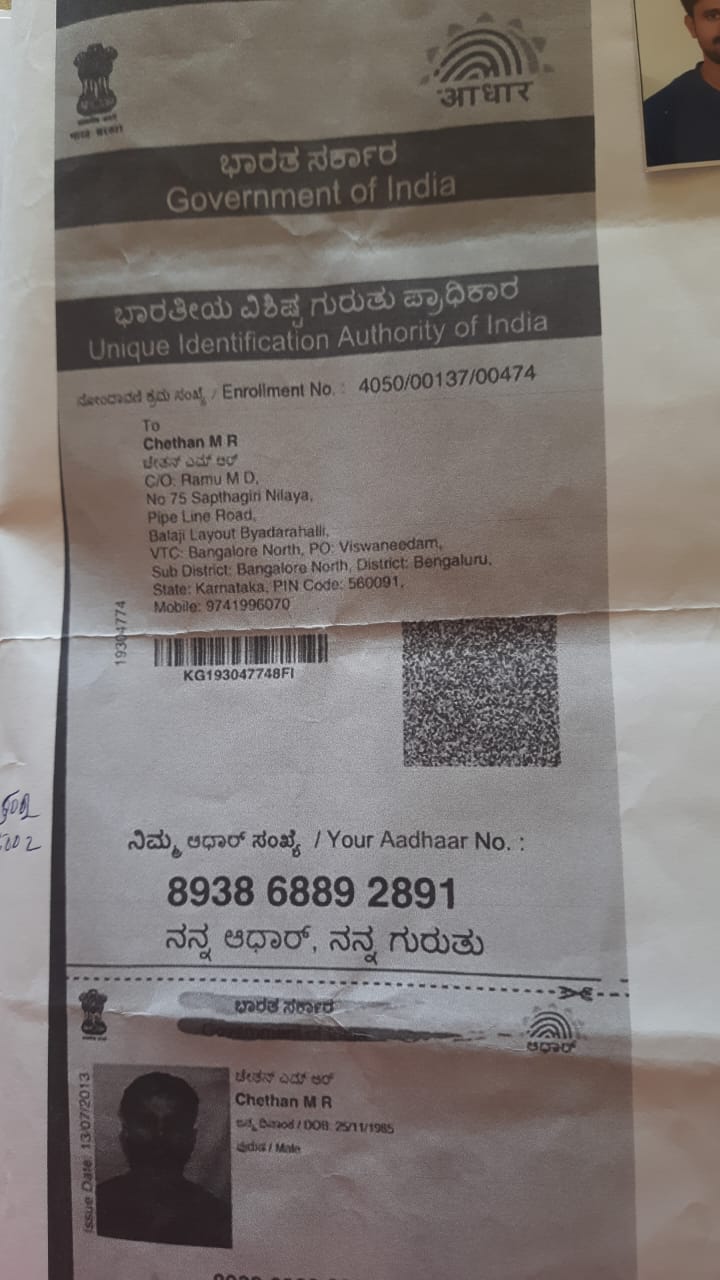 भारत सरकार
आधार
ಭಾರತ ಸರ್ಕಾರ
Government of India
ಭಾರತೀಯ ವಿಶಿಷ್ಟ ಗುರುತು ಪ್ರಾಧಿಕಾರ
Unique Identification Authority of India
ನೋಂದಾವಣಿ ಕ್ರಮ ಸಂಖ್ಯೆ / Enrollment No. : 4050/00137/00474
To
Chethan M R
ಚೇತನ್ ಎಮ್ ಆರ್
C/O: Ramu M D,
No 75 Sapthagiri Nilaya,
Pipe Line Road,
Balaji Layout Byadarahalli,
VTC: Bangalore North, PO: Viswaneedam,
Sub District: Bangalore North, District: Bengaluru,
State: Karnataka, PIN Code: 560091,
Mobile: 9741996070
19304774
KG193047748FI
ನಿಮ್ಮ ಆಧಾರ್ ಸಂಖ್ಯೆ / Your Aadhaar No. :
8938 6889 2891
ನನ್ನ ಆಧಾರ್, ನನ್ನ ಗುರುತು
ಭಾರತ ಸರ್ಕಾರ
ಆಧಾರ್
Issue Date: 13/07/2013
ಚೇತನ್ ಎಮ್ ಆರ್
Chethan M R
ಜನ್ಮ ದಿನಾಂಕ / DOB: 25/11/1985
ಪುರುಷ / Male